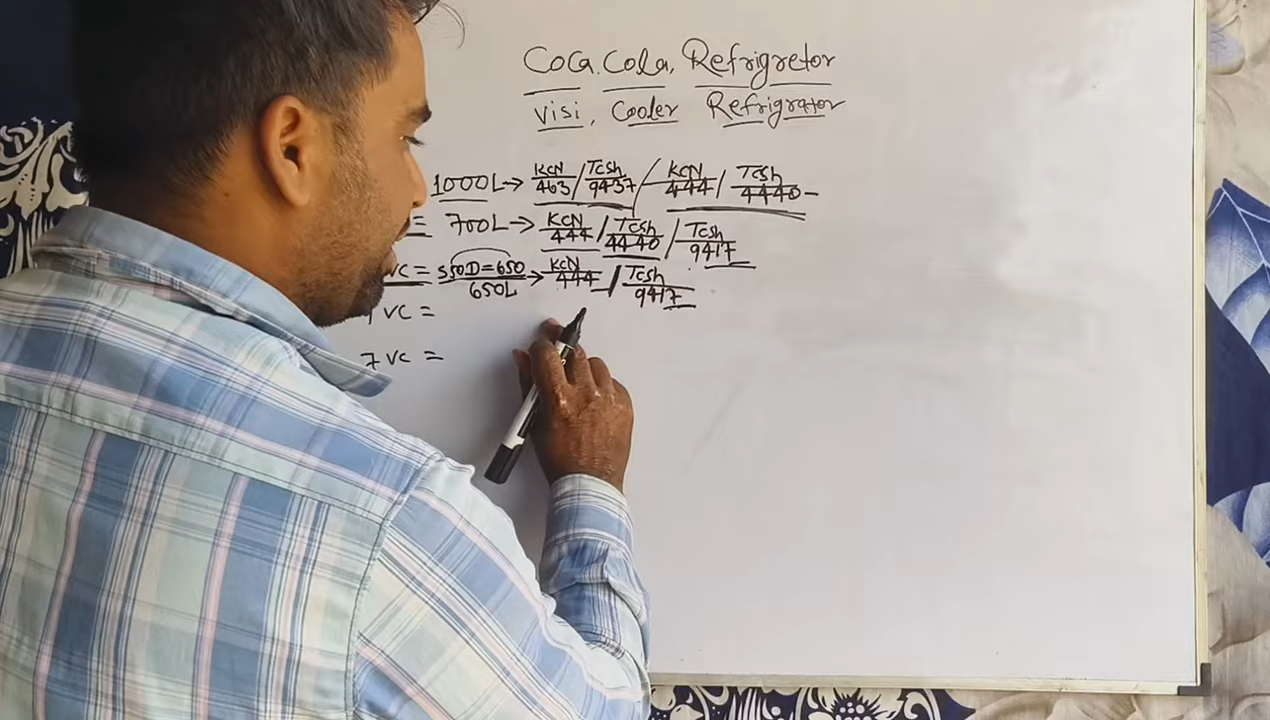 Coca Cola, Refrigretor
visi, Cooler Refrigrator
1000L → KCN 463 / Tcsh 9437 / KCN 444 / Tcsh 4440
= 700L → KCN 444 / Tcsh 4440 / Tcsh 9417
VC = 550D = 650 650L → KCN 444 / Tcsh 9417
VC =
7 VC =